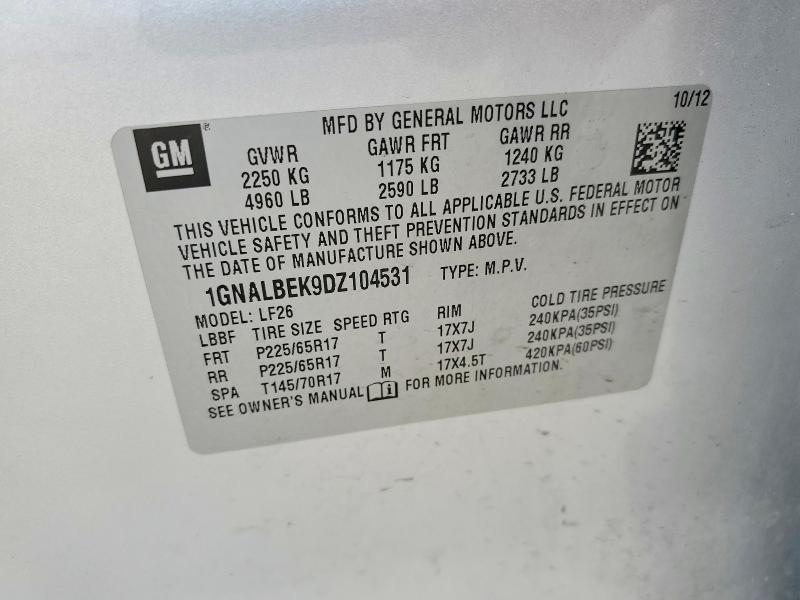 10/12
MFD BY GENERAL MOTORS LLC
GM
GVWR GAWR FRT GAWR RR
2250 KG 1175 KG 1240 KG
4960 LB 2590 LB 2733 LB
THIS VEHICLE CONFORMS TO ALL APPLICABLE U.S. FEDERAL MOTOR
VEHICLE SAFETY AND THEFT PREVENTION STANDARDS IN EFFECT ON
THE DATE OF MANUFACTURE SHOWN ABOVE.
1GNALBEK9DZ104531 TYPE: M.P.V.
MODEL: LF26
LBBF TIRE SIZE SPEED RTG RIM COLD TIRE PRESSURE
FRT P225/65R17 T 17X7J 240KPA(35PSI)
RR P225/65R17 T 17X7J 240KPA(35PSI)
SPA T145/70R17 M 17X4.5T 420KPA(60PSI)
SEE OWNER'S MANUAL i FOR MORE INFORMATION.